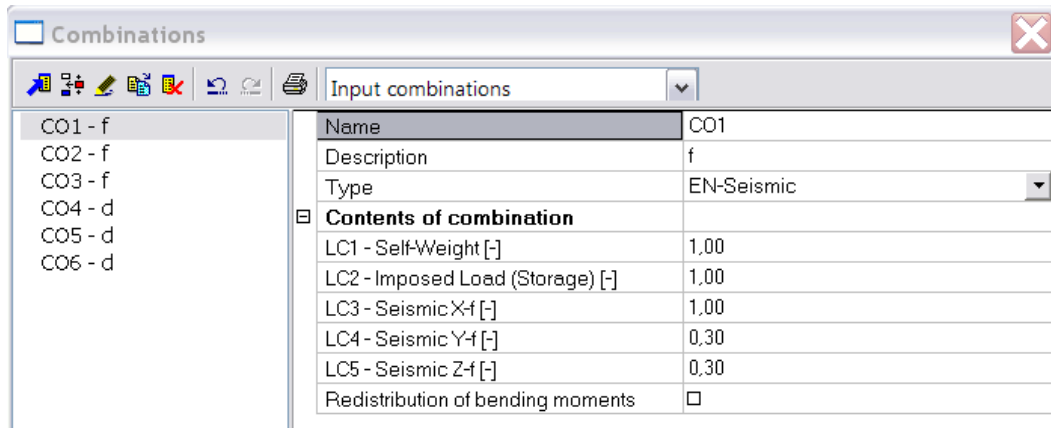 Combinations
Input combinations
CO1 - f
CO2 - f
CO3 - f
CO4 - d
CO5 - d
CO6 - d
Name CO1
Description f
Type EN-Seismic
Contents of combination
LC1 - Self-Weight [-] 1,00
LC2 - Imposed Load (Storage) [-] 1,00
LC3 - Seismic X-f [-] 1,00
LC4 - Seismic Y-f [-] 0,30
LC5 - Seismic Z-f [-] 0,30
Redistribution of bending moments